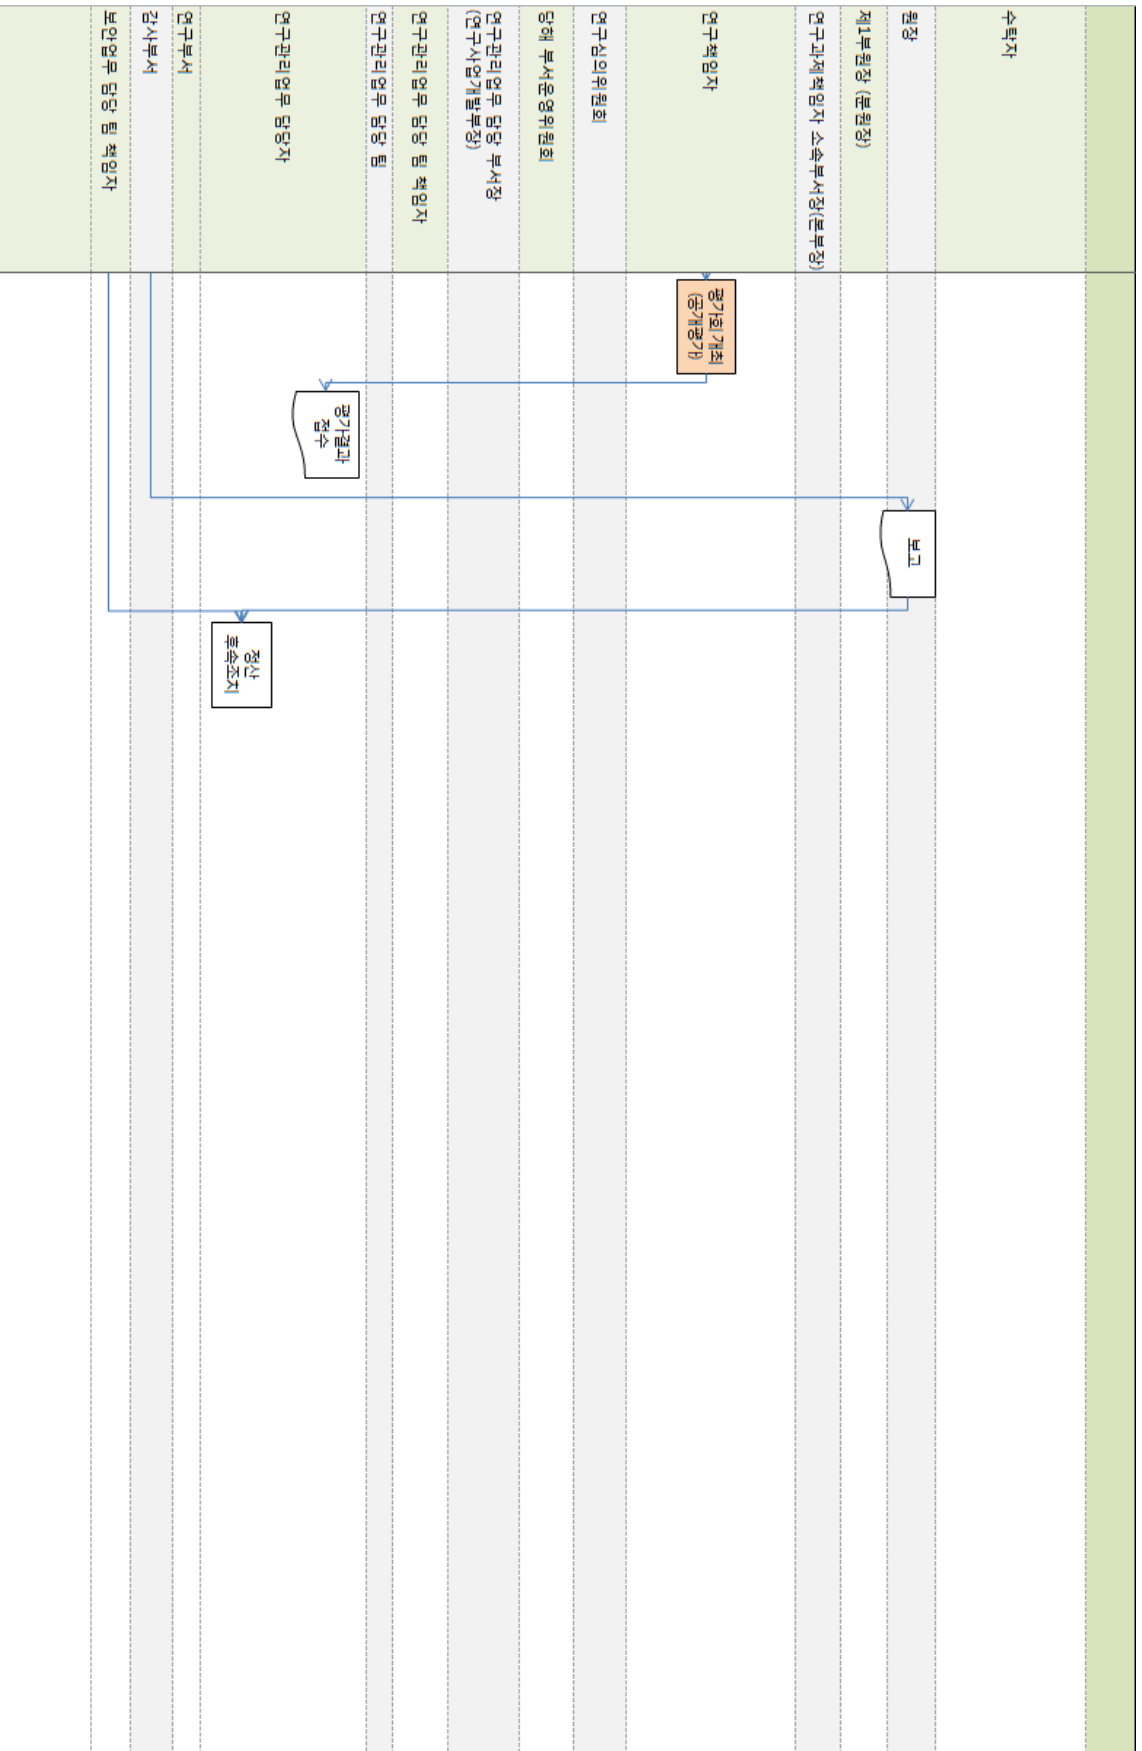 수탁자
원장
제1부원장 (분원장)
연구과제책임자 소속부서장(본부장)
연구책임자
연구심의위원회
당해 부서운영위원회
연구관리업무 담당 부서장
(연구사업개발부장)
연구관리업무 담당 팀 책임자
연구관리업무 담당 팀
연구관리업무 담당자
연구부서
감사부서
보안업무 담당 팀 책임자
평가회 개최
(공개평가)
평가결과
접수
보고
정산
후속조치